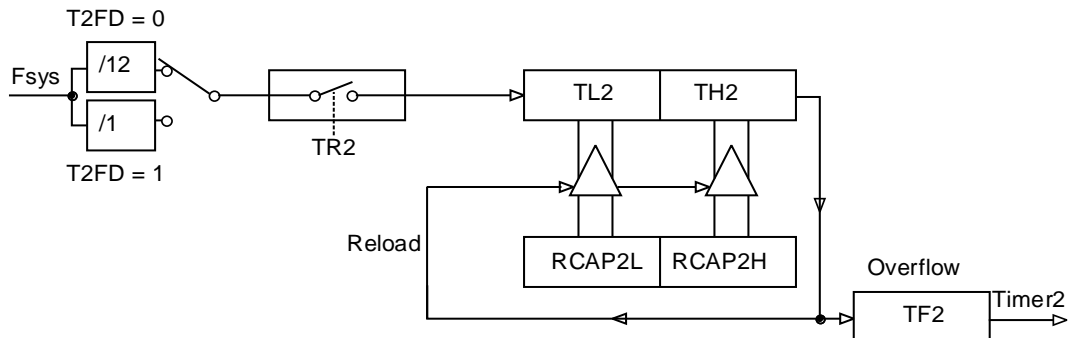 T2FD = 0
Fsys
/12
/1
T2FD = 1
TR2
TL2
TH2
Reload
RCAP2L
RCAP2H
Overflow
TF2
Timer2